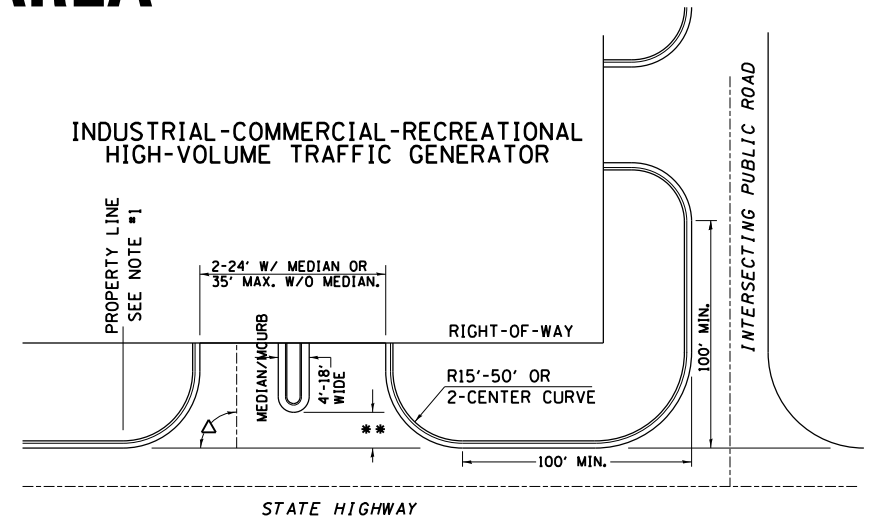 AREA
INDUSTRIAL-COMMERCIAL-RECREATIONAL
HIGH-VOLUME TRAFFIC GENERATOR
INTERSECTING PUBLIC ROAD
PROPERTY LINE
SEE NOTE #1
2-24' W/ MEDIAN OR
35' MAX. W/O MEDIAN.
RIGHT-OF-WAY
MEDIAN/MOURB
4'-18'
WIDE
R15'-50' OR
2-CENTER CURVE
100' MIN.
△
**
100' MIN.
STATE HIGHWAY